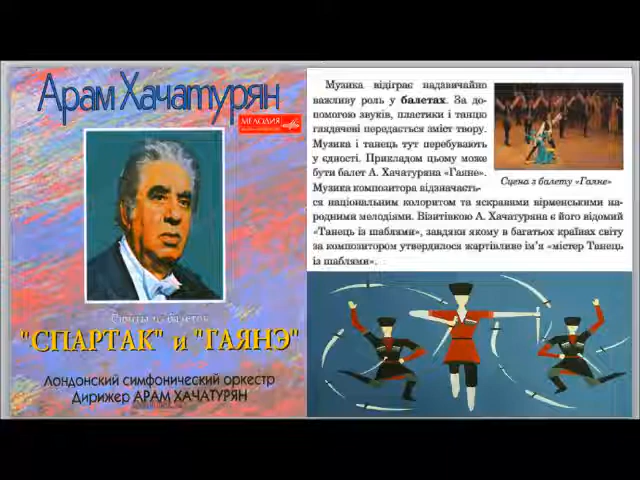 Арам Хачатурян
МЕЛОДИЯ
Сюиты из балетов
"СПАРТАК" и "ГАЯНЭ"
Лондонский симфонический оркестр
Дирижер АРАМ ХАЧАТУРЯН
Музика відіграє надзвичайно
важливу роль у балетах. За до-
помогою звуків, пластики і танцю
глядачеві передається зміст твору.
Музика і танець тут перебувають
у єдності. Прикладом цьому може
бути балет А. Хачатуряна «Гаяне».
Музика композитора відзначаєть-
ся національним колоритом та яскравими вірменськими на-
родними мелодіями. Візитівкою А. Хачатуряна є його відомий
«Танець із шаблями», завдяки якому в багатьох країнах світу
за композитором утвердилося жартівливе ім'я «містер Танець
із шаблями».
Сцена з балету «Гаяне»